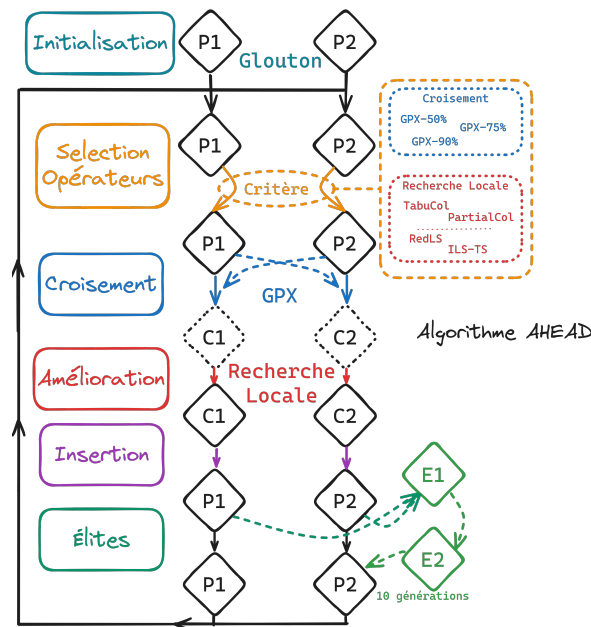 Initialisation
P1
P2
Glouton
Selection
Opérateurs
P1
P2
Critère
Croisement
GPX-50%
GPX-75%
GPX-90%
Recherche Locale
TabuCol
PartialCol
RedLS
ILS-TS
P1
P2
Croisement
GPX
C1
C2
Algorithme AHEAD
Amélioration
Recherche
Locale
C1
C2
Insertion
E1
P1
P2
Élites
E2
P1
P2
10 générations